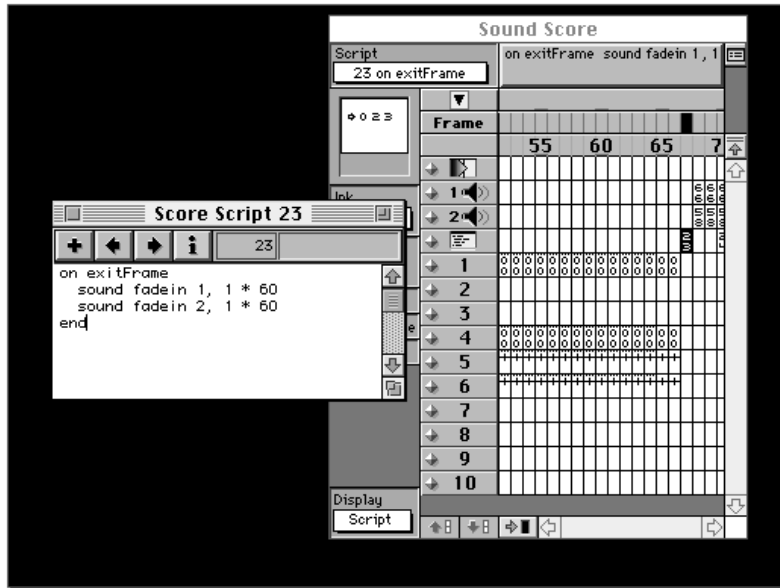 Sound Score
Script
23 on exitFrame
on exitFrame sound fadein 1, 1
023
Frame
55 60 65 7
1
2
Ink
Score Script 23
23
on exitFrame
sound fadein 1, 1 * 60
sound fadein 2, 1 * 60
end
1
2
3
4
5
6
7
8
9
10
Display
Script